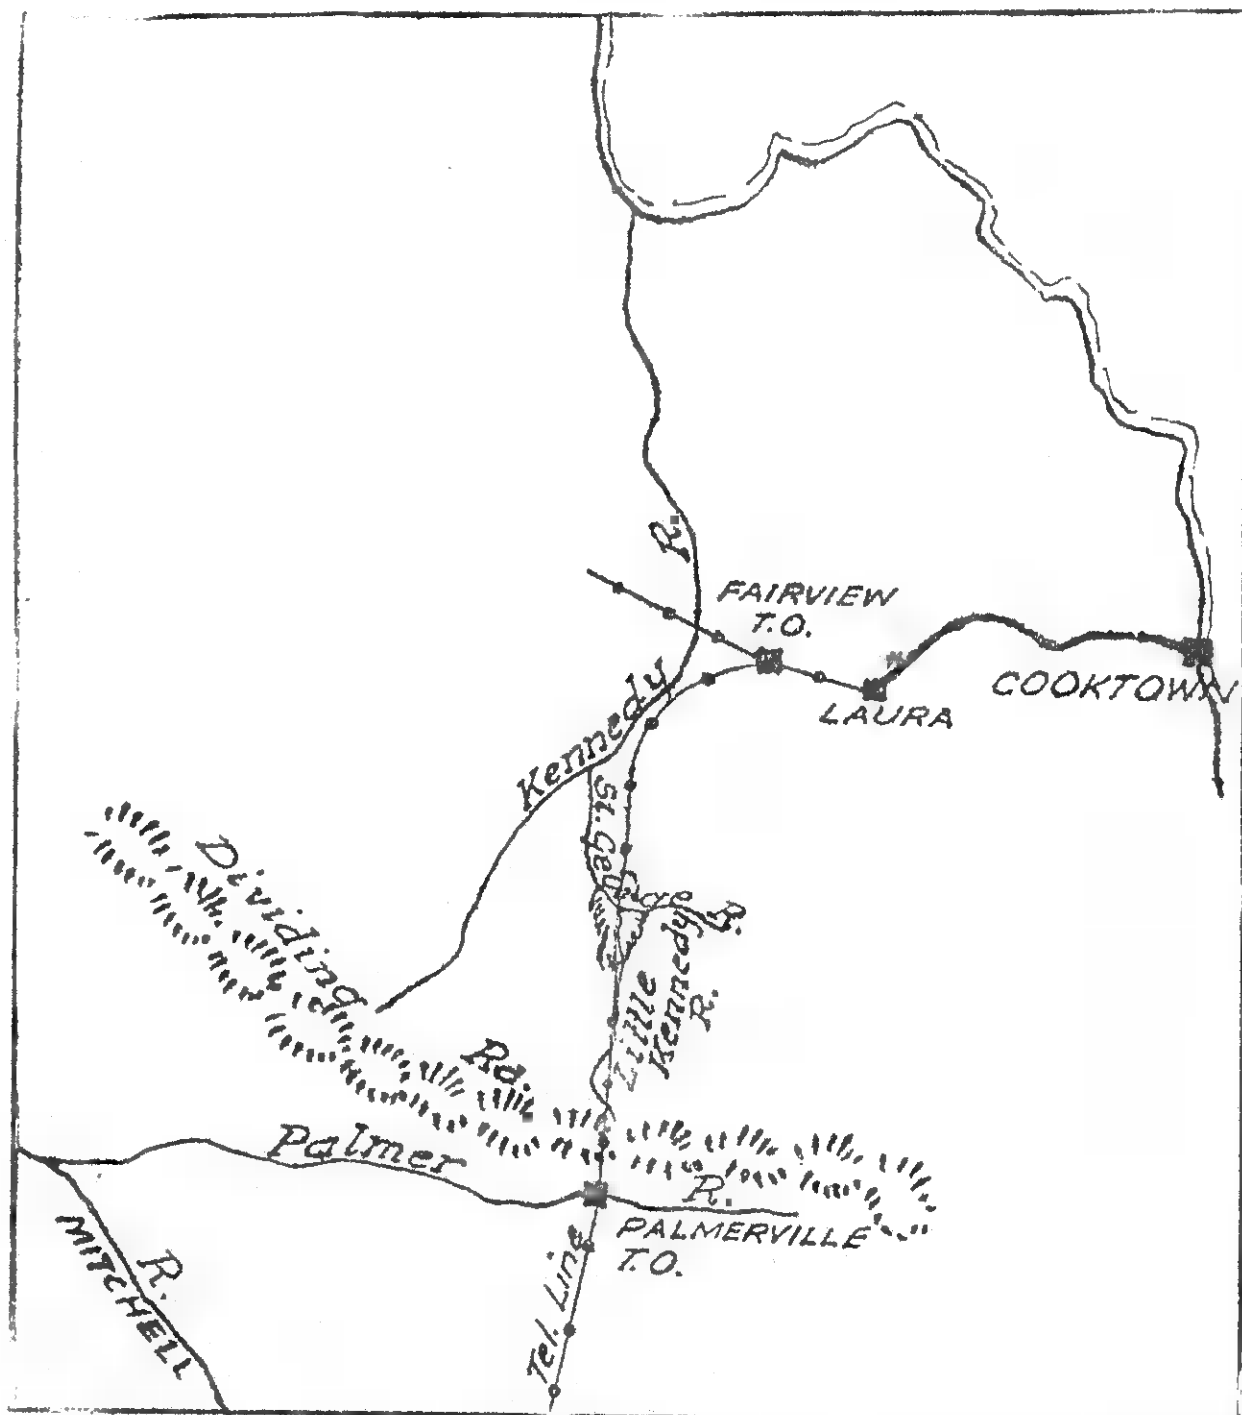 FAIRVIEW
T.O.
Kennedy R.
COOKTOWN
LAURA
St. George R.
Dividing Ra.
Little
Kennedy
R.
Palmer R.
PALMERVILLE
T.O.
MITCHELL R.
Tel. Line